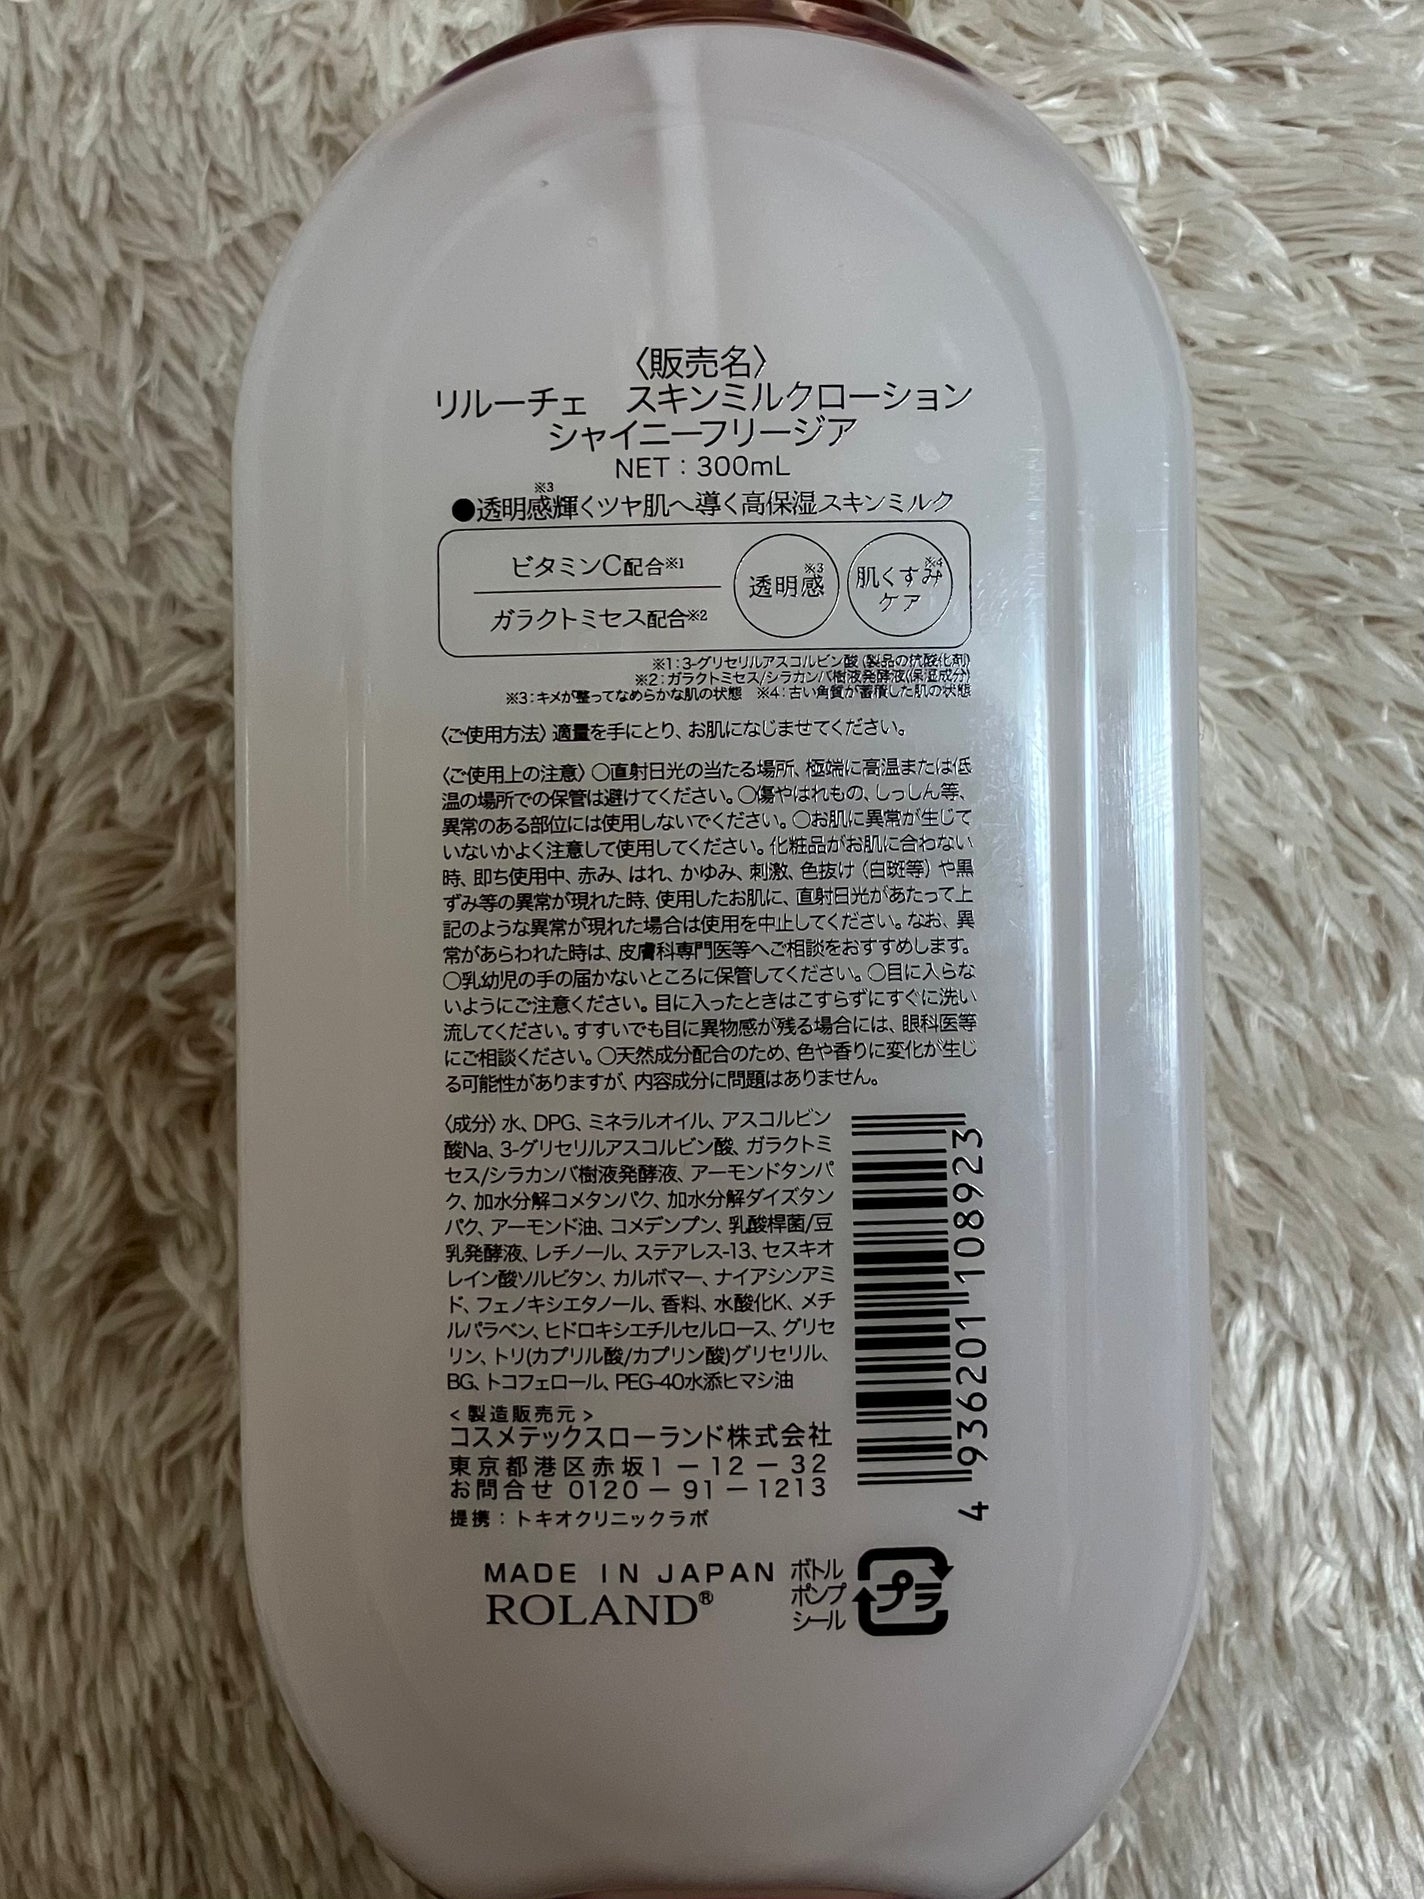 〈販売名〉
リルーチェ　スキンミルクローション
シャイニーフリージア
NET：300mL
●透明感※3輝くツヤ肌へ導く高保湿スキンミルク
ビタミンC配合※1
ガラクトミセス配合※2
透明感※3
肌くすみ※4
ケア
※1：3-グリセリルアスコルビン酸（製品の抗酸化剤）
※2：ガラクトミセス/シラカンバ樹液発酵液（保湿成分）
※3：キメが整ってなめらかな肌の状態　※4：古い角質が蓄積した肌の状態
〈ご使用方法〉適量を手にとり、お肌になじませてください。
〈ご使用上の注意〉○直射日光の当たる場所、極端に高温または低
温の場所での保管は避けてください。○傷やはれもの、しっしん等、
異常のある部位には使用しないでください。○お肌に異常が生じて
いないかよく注意して使用してください。化粧品がお肌に合わない
時、即ち使用中、赤み、はれ、かゆみ、刺激、色抜け（白斑等）や黒
ずみ等の異常が現れた時、使用したお肌に、直射日光があたって上
記のような異常が現れた場合は使用を中止してください。なお、異
常があらわれた時は、皮膚科専門医等へご相談をおすすめします。
○乳幼児の手の届かないところに保管してください。○目に入らな
いようにご注意ください。目に入ったときはこすらずにすぐに洗い
流してください。すすいでも目に異物感が残る場合には、眼科医等
にご相談ください。○天然成分配合のため、色や香りに変化が生じ
る可能性がありますが、内容成分に問題はありません。
〈成分〉水、DPG、ミネラルオイル、アスコルビン
酸Na、3-グリセリルアスコルビン酸、ガラクトミ
セス/シラカンバ樹液発酵液、アーモンドタンパ
ク、加水分解コメタンパク、加水分解ダイズタン
パク、アーモンド油、コメデンプン、乳酸桿菌/豆
乳発酵液、レチノール、ステアレス-13、セスキオ
レイン酸ソルビタン、カルボマー、ナイアシンアミ
ド、フェノキシエタノール、香料、水酸化K、メチ
ルパラベン、ヒドロキシエチルセルロース、グリセ
リン、トリ(カプリル酸/カプリン酸)グリセリル、
BG、トコフェロール、PEG-40水添ヒマシ油
<製造販売元>
コスメテックスローランド株式会社
東京都港区赤坂1－12－32
お問合せ 0120－91－1213
提携：トキオクリニックラボ
4 936201 108923
MADE IN JAPAN
ROLAND®
ボトル
ポンプ
シール
プラ